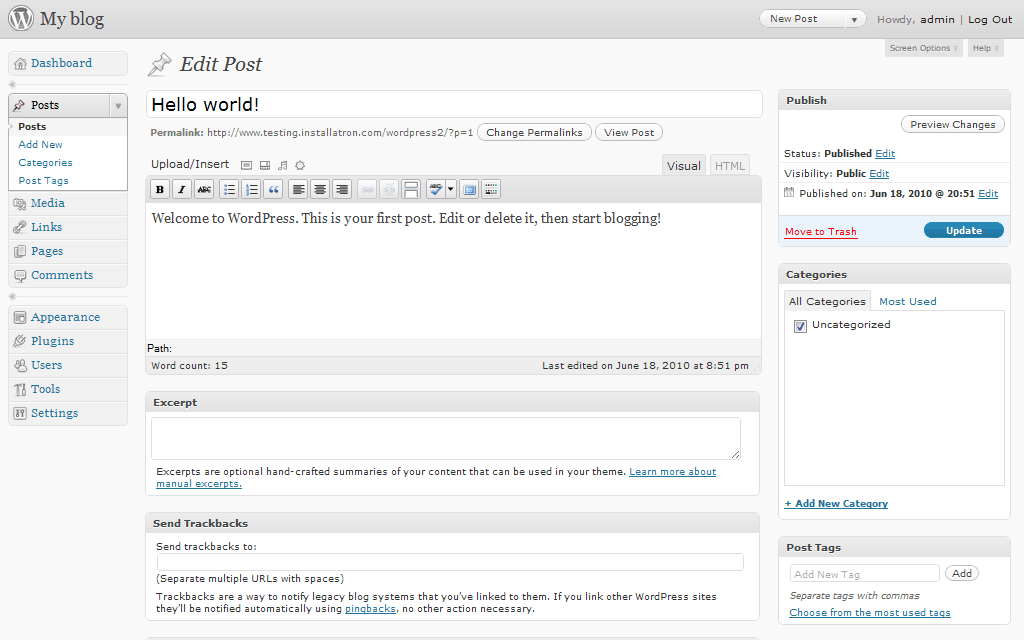 My blog
New Post
Howdy, admin | Log Out
Screen Options
Help
Dashboard
Posts
Posts
Add New
Categories
Post Tags
Media
Links
Pages
Comments
Appearance
Plugins
Users
Tools
Settings
Edit Post
Hello world!
Permalink: http://www.testing.installatron.com/wordpress2/?p=1 Change Permalinks View Post
Upload/Insert
Visual HTML
B I ABC ABC
Welcome to WordPress. This is your first post. Edit or delete it, then start blogging!
Path:
Word count: 15 Last edited on June 18, 2010 at 8:51 pm
Excerpt
Excerpts are optional hand-crafted summaries of your content that can be used in your theme. Learn more about
manual excerpts.
Send Trackbacks
Send trackbacks to:
(Separate multiple URLs with spaces)
Trackbacks are a way to notify legacy blog systems that you've linked to them. If you link other WordPress sites
they'll be notified automatically using pingbacks, no other action necessary.
Publish
Preview Changes
Status: Published Edit
Visibility: Public Edit
Published on: Jun 18, 2010 @ 20:51 Edit
Move to Trash Update
Categories
All Categories Most Used
Uncategorized
+ Add New Category
Post Tags
Add New Tag Add
Separate tags with commas
Choose from the most used tags